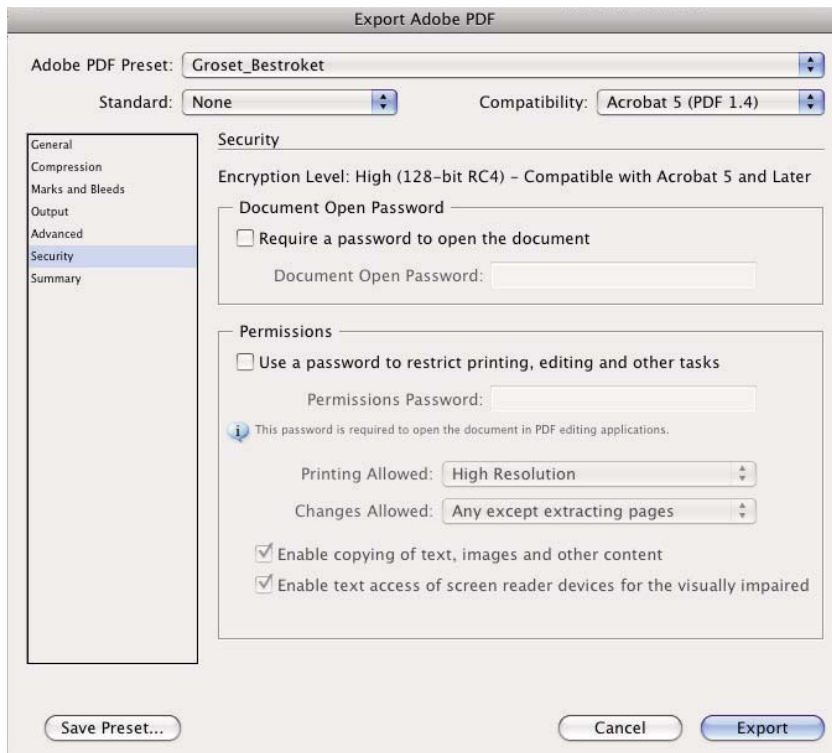 Export Adobe PDF
Adobe PDF Preset: Groset_Bestroket
Standard: None Compatibility: Acrobat 5 (PDF 1.4)
General
Compression
Marks and Bleeds
Output
Advanced
Security
Summary
Security
Encryption Level: High (128-bit RC4) – Compatible with Acrobat 5 and Later
Document Open Password
Require a password to open the document
Document Open Password:
Permissions
Use a password to restrict printing, editing and other tasks
Permissions Password:
This password is required to open the document in PDF editing applications.
Printing Allowed: High Resolution
Changes Allowed: Any except extracting pages
Enable copying of text, images and other content
Enable text access of screen reader devices for the visually impaired
Save Preset... Cancel Export